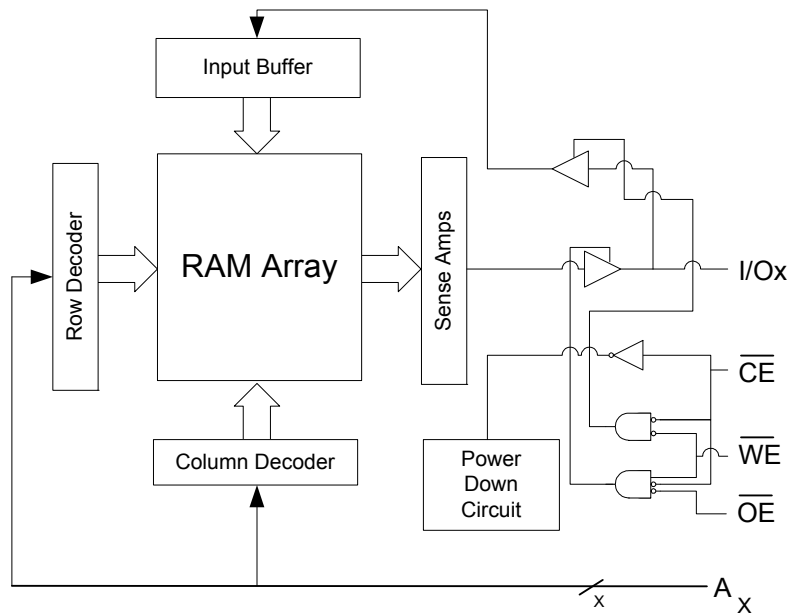 Input Buffer
Row Decoder
RAM Array
Sense Amps
I/Ox
CE
Column Decoder
Power
Down
Circuit
WE
OE
X
A X